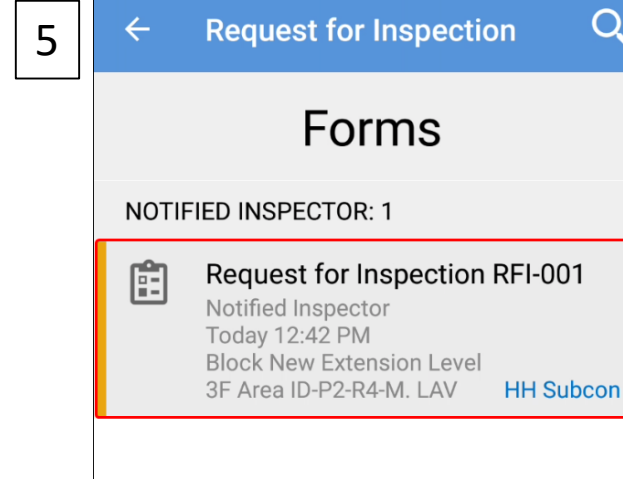 5
Request for Inspection
Forms
NOTIFIED INSPECTOR: 1
Request for Inspection RFI-001
Notified Inspector
Today 12:42 PM
Block New Extension Level
3F Area ID-P2-R4-M. LAV HH Subcon